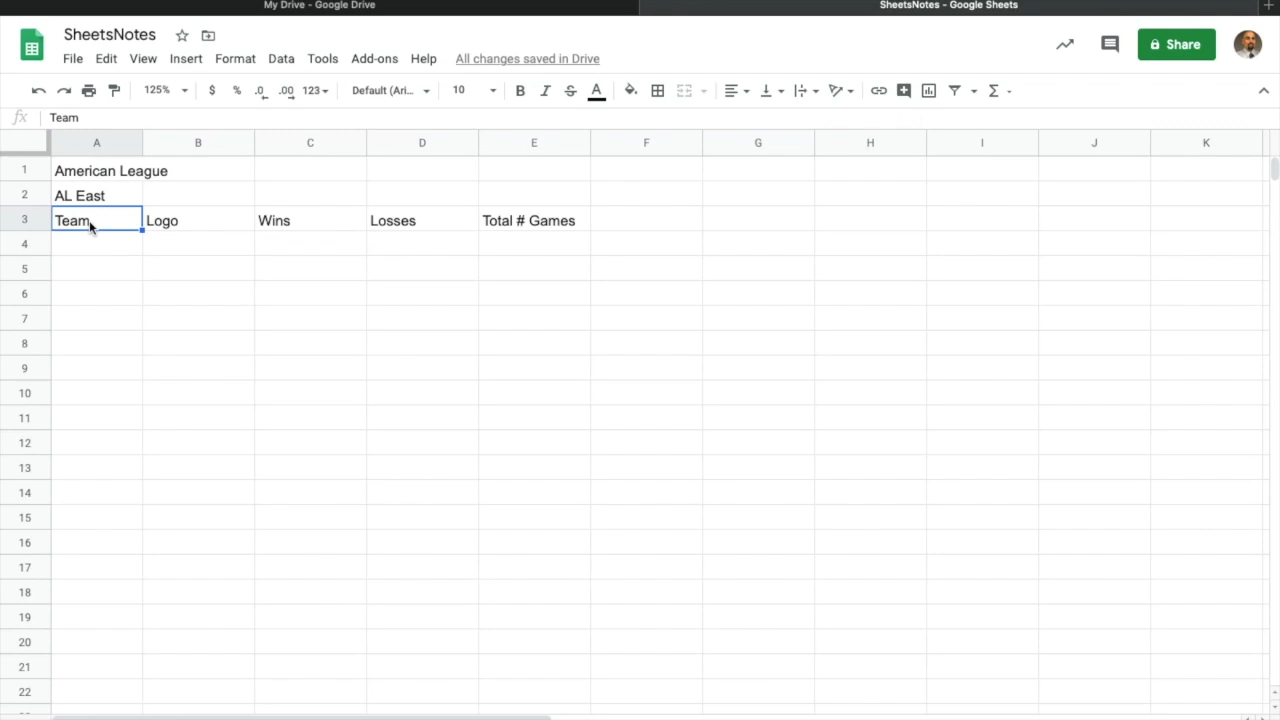 My Drive - Google Drive SheetsNotes - Google Sheets +
SheetsNotes
File Edit View Insert Format Data Tools Add-ons Help All changes saved in Drive Share
125% $ % .0 .00 123 Default (Ari... 10 B I S A Σ
fx Team
A B C D E F G H I J K
1 American League
2 AL East
3 Team Logo Wins Losses Total # Games
4
5
6
7
8
9
10
11
12
13
14
15
16
17
18
19
20
21
22